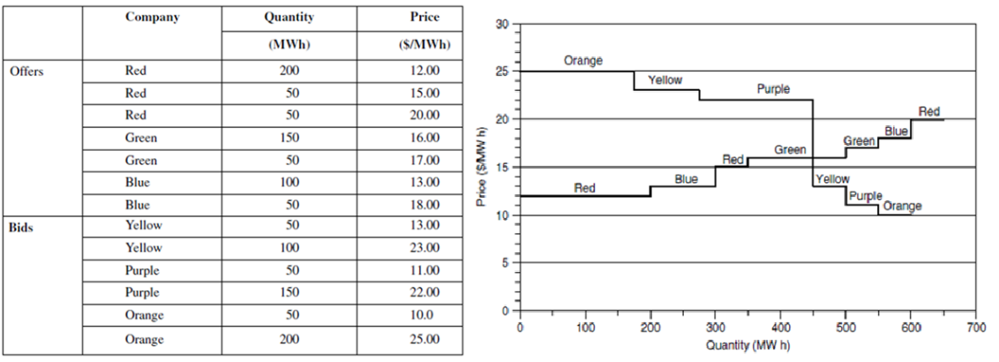 Company Quantity Price
(MWh) ($/MWh)
Offers Red 200 12.00
Red 50 15.00
Red 50 20.00
Green 150 16.00
Green 50 17.00
Blue 100 13.00
Blue 50 18.00
Bids Yellow 50 13.00
Yellow 100 23.00
Purple 50 11.00
Purple 150 22.00
Orange 50 10.0
Orange 200 25.00
30
25
20
15
10
5
0
Price ($/MW h)
Orange
Yellow
Purple
Red
Blue
Green
Green
Red
Blue
Red
Yellow
Purple
Orange
0 100 200 300 400 500 600 700
Quantity (MW h)